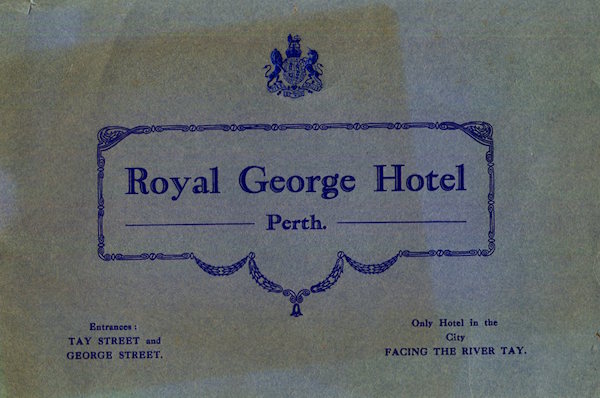 Royal George Hotel
Perth.
Entrances:
TAY STREET and
GEORGE STREET.
Only Hotel in the
City
FACING THE RIVER TAY.